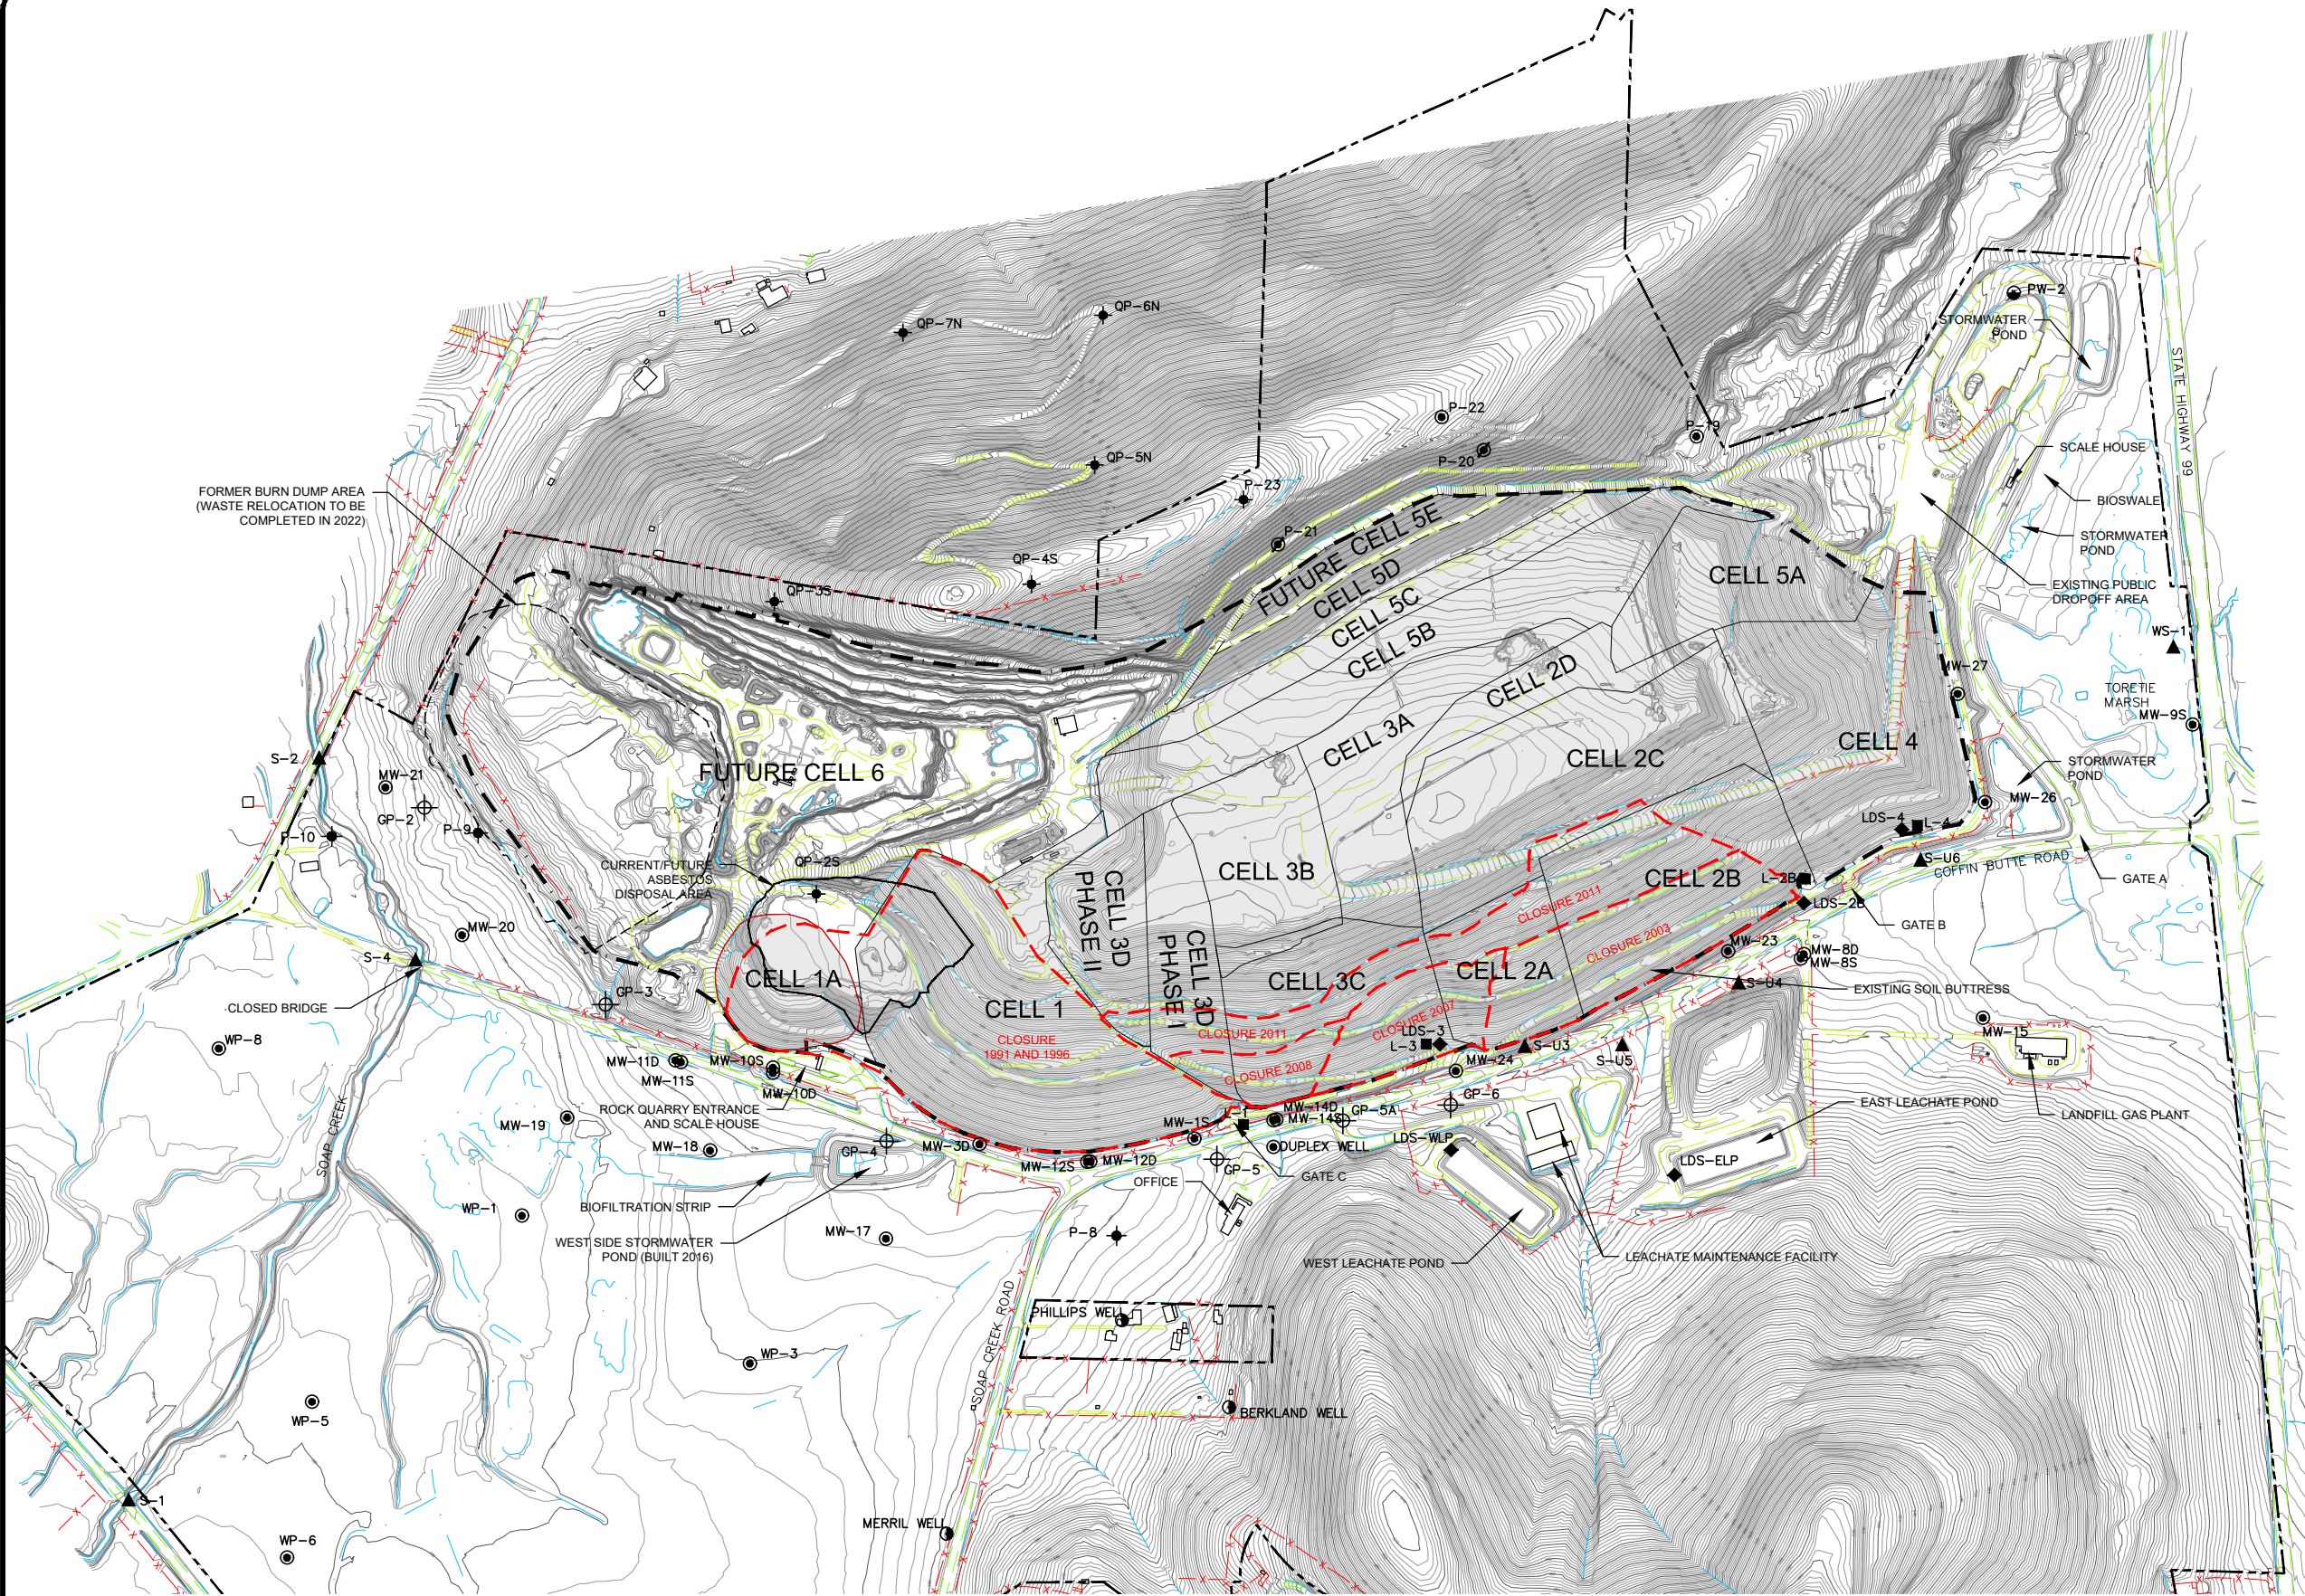 QP-6N
QP-7N
PW-2
STORMWATER
POND
STATE HIGHWAY 99
P-22
P-19
P-20
QP-5N
P-23
SCALE HOUSE
BIOSWALE
FORMER BURN DUMP AREA
(WASTE RELOCATION TO BE
COMPLETED IN 2022)
STORMWATER
POND
P-21
FUTURE CELL 5E
CELL 5D
CELL 5C
CELL 5B
CELL 5A
QP-4S
QP-3S
EXISTING PUBLIC
DROPOFF AREA
WS-1
MW-27
TORETIE
MARSH
MW-9S
CELL 2D
CELL 3A
CELL 2C
CELL 4
S-2
MW-21
GP-2
FUTURE CELL 6
STORMWATER
POND
MW-26
P-10
P-9
LDS-4
L-4
S-U6
COFFIN BUTTE ROAD
GATE A
CURRENT/FUTURE
ASBESTOS
DISPOSAL AREA
QP-2S
CELL 3D
PHASE II
CELL 3B
CELL 2B
L-2B
LDS-2B
GATE B
CLOSURE 2011
CLOSURE 2003
MW-20
S-4
CLOSED BRIDGE
GP-3
CELL 1A
CELL 1
CELL 3D
PHASE I
CELL 3C
CELL 2A
MW-23
MW-8D
MW-8S
S-U4
EXISTING SOIL BUTTRESS
CLOSURE
1991 AND 1996
CLOSURE 2011
CLOSURE 2007
CLOSURE 2008
LDS-3
L-3
S-U3
S-U5
MW-24
MW-15
WP-8
MW-11D
MW-11S
MW-10S
MW-10D
ROCK QUARRY ENTRANCE
AND SCALE HOUSE
SOAP CREEK
MW-19
MW-18
GP-4
MW-3D
MW-12S
MW-12D
MW-1S
L-1
MW-14D
MW-14S
GP-5A
GP-6
DUPLEX WELL
GP-5
GATE C
OFFICE
LDS-WLP
LDS-ELP
EAST LEACHATE POND
LANDFILL GAS PLANT
WP-1
BIOFILTRATION STRIP
WEST SIDE STORMWATER
POND (BUILT 2016)
MW-17
P-8
WEST LEACHATE POND
LEACHATE MAINTENANCE FACILITY
SOAP CREEK ROAD
PHILLIPS WELL
WP-3
WP-5
BERKLAND WELL
S-1
MERRIL WELL
WP-6